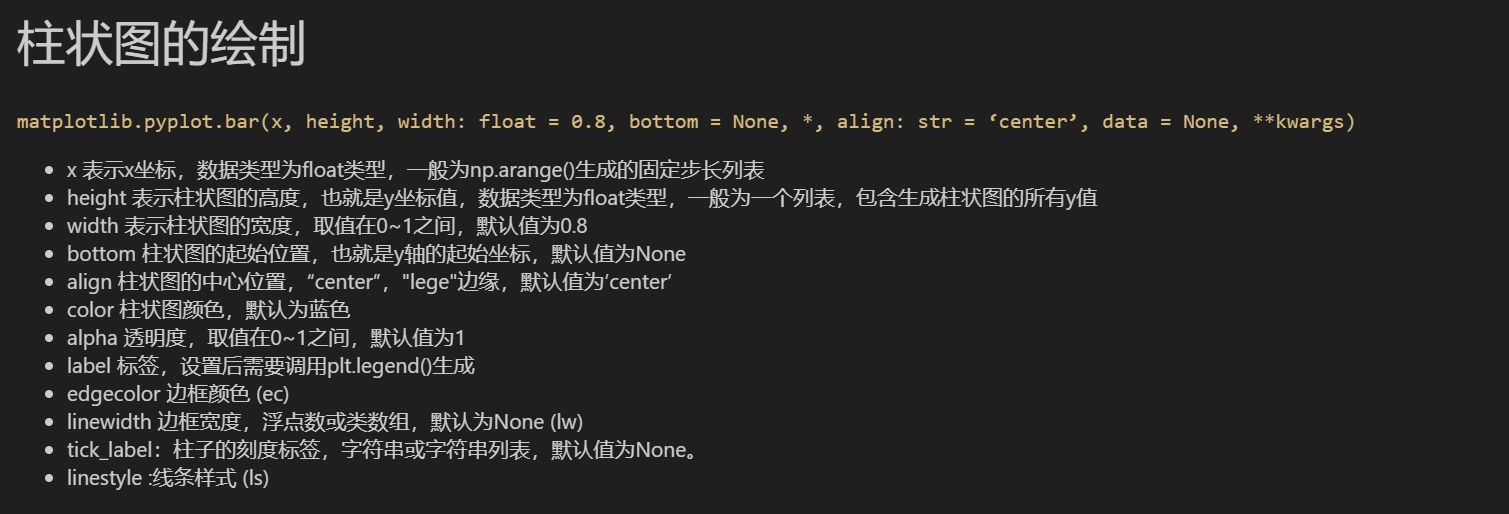 柱状图的绘制
matplotlib.pyplot.bar(x, height, width: float = 0.8, bottom = None, *, align: str = ‘center’, data = None, **kwargs)
• x 表示x坐标，数据类型为float类型，一般为np.arange()生成的固定步长列表
• height 表示柱状图的高度，也就是y坐标值，数据类型为float类型，一般为一个列表，包含生成柱状图的所有y值
• width 表示柱状图的宽度，取值在0~1之间，默认值为0.8
• bottom 柱状图的起始位置，也就是y轴的起始坐标，默认值为None
• align 柱状图的中心位置，“center”，"lege"边缘，默认值为’center’
• color 柱状图颜色，默认为蓝色
• alpha 透明度，取值在0~1之间，默认值为1
• label 标签，设置后需要调用plt.legend()生成
• edgecolor 边框颜色 (ec)
• linewidth 边框宽度，浮点数或类数组，默认为None (lw)
• tick_label：柱子的刻度标签，字符串或字符串列表，默认值为None。
• linestyle :线条样式 (ls)